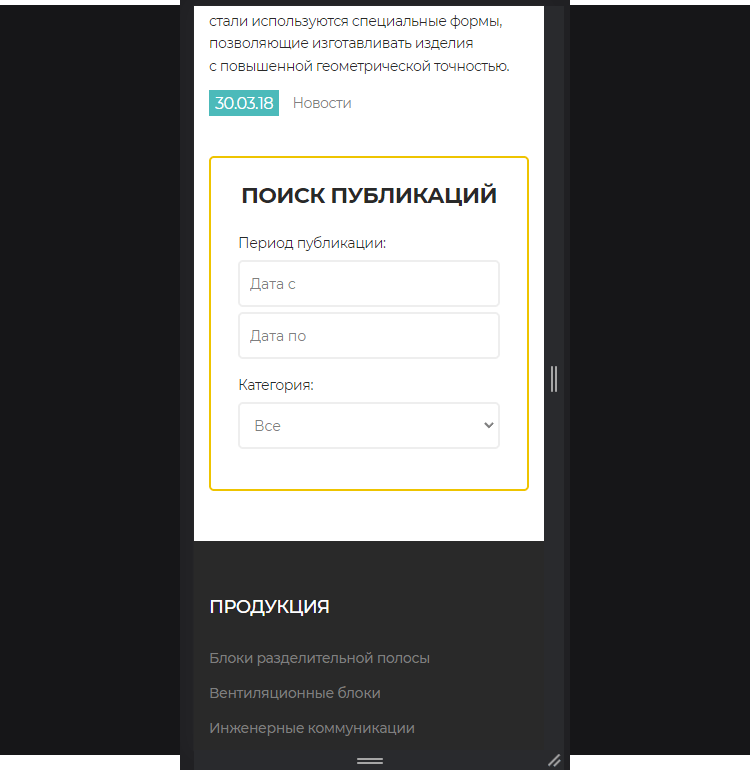 стали используются специальные формы,
позволяющие изготавливать изделия
с повышенной геометрической точностью.
30.03.18 Новости
ПОИСК ПУБЛИКАЦИЙ
Период публикации:
Дата с
Дата по
Категория:
Все
ПРОДУКЦИЯ
Блоки разделительной полосы
Вентиляционные блоки
Инженерные коммуникации